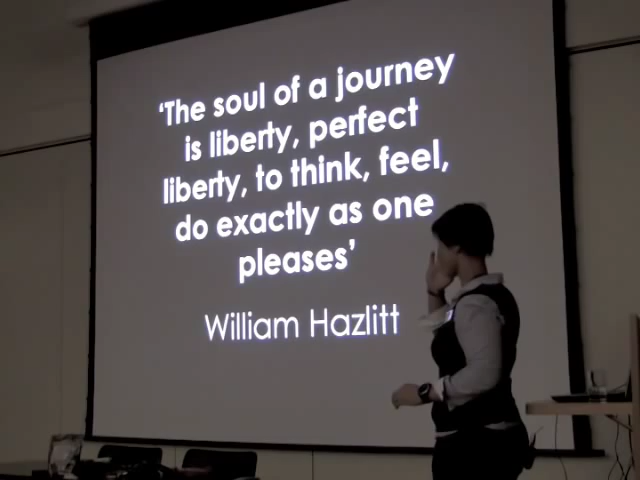 ‘The soul of a journey
is liberty, perfect
liberty, to think, feel,
do exactly as one
pleases’
William Hazlitt